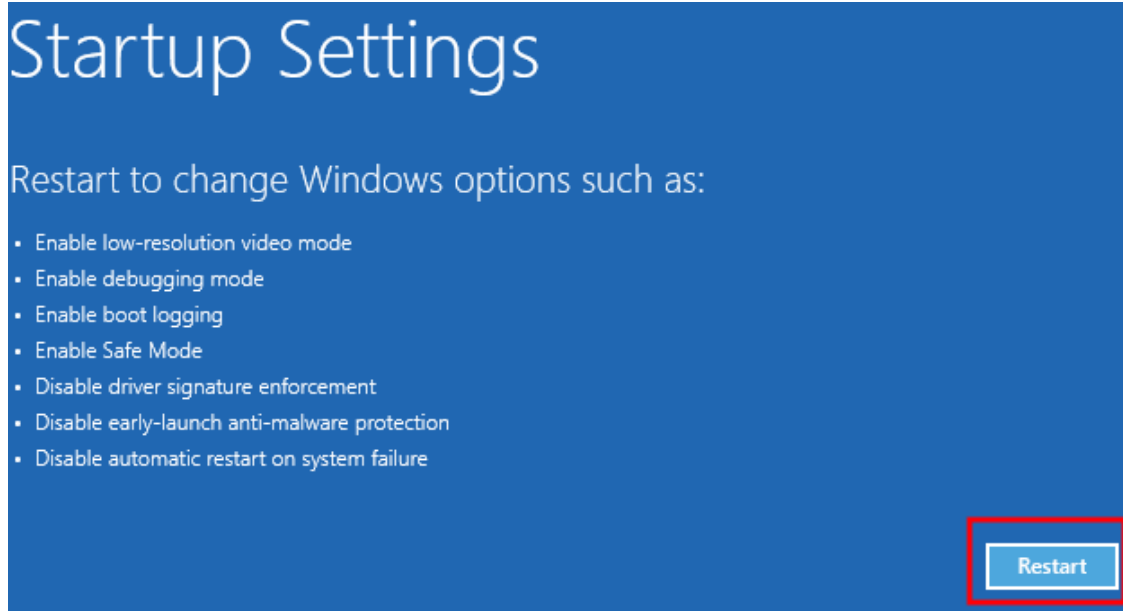 Startup Settings
Restart to change Windows options such as:
▪ Enable low-resolution video mode
▪ Enable debugging mode
▪ Enable boot logging
▪ Enable Safe Mode
▪ Disable driver signature enforcement
▪ Disable early-launch anti-malware protection
▪ Disable automatic restart on system failure
Restart